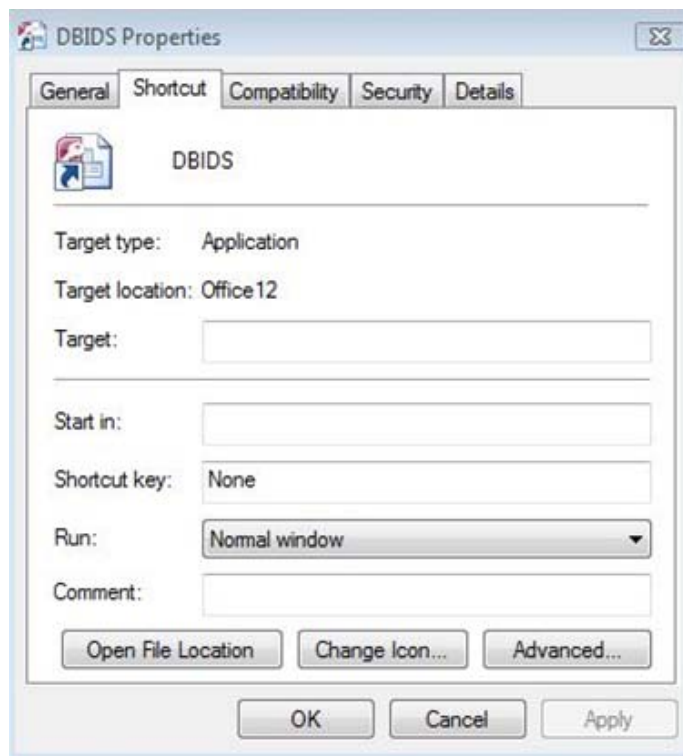 DBIDS Properties
General Shortcut Compatibility Security Details
DBIDS
Target type: Application
Target location: Office12
Target:
Start in:
Shortcut key: None
Run: Normal window
Comment:
Open File Location Change Icon... Advanced...
OK Cancel Apply